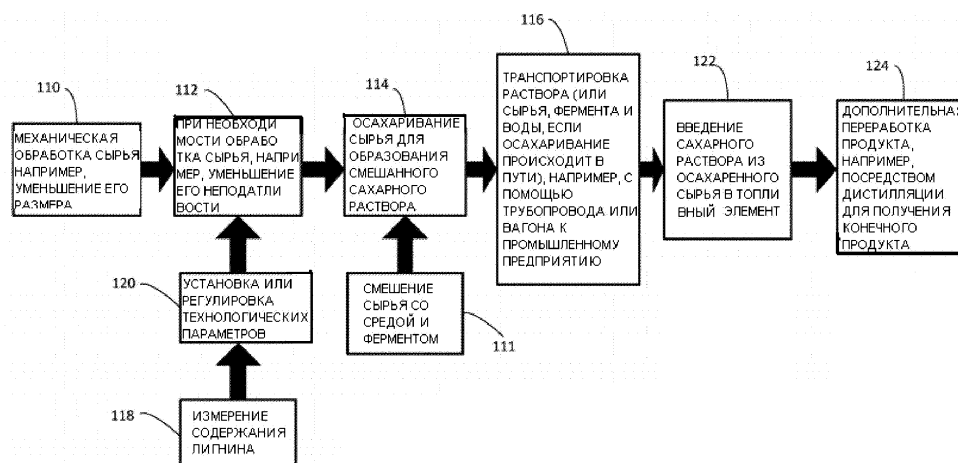 110
МЕХАНИЧЕСКАЯ
ОБРАБОТКА СЫРЬЯ
НАПРИМЕР,
УМЕНЬШЕНИЕ ЕГО
РАЗМЕРА
112
ПРИ НЕОБХОДИ
МОСТИ ОБРАБО
ТКА СЫРЬЯ, НАПРИ
МЕР, УМЕНЬШЕНИЕ
ЕГО НЕПОДАТЛИ
ВОСТИ
114
ОСАХАРИВАНИЕ
СЫРЬЯ ДЛЯ
ОБРАЗОВАНИЯ
СМЕШАННОГО
САХАРНОГО
РАСТВОРА
116
ТРАНСПОРТИРОВКА
РАСТВОРА (ИЛИ
СЫРЬЯ, ФЕРМЕНТА И
ВОДЫ, ЕСЛИ
ОСАХАРИВАНИЕ
ПРОИСХОДИТ В
ПУТИ), НАПРИМЕР, С
ПОМОЩЬЮ
ТРУБОПРОВОДА ИЛИ
ВАГОНА К
ПРОМЫШЛЕННОМУ
ПРЕДПРИЯТИЮ
122
ВВЕДЕНИЕ
САХАРНОГО
РАСТВОРА ИЗ
ОСАХАРЕННОГО
СЫРЬЯ В ТОПЛИ
ВНЫЙ ЭЛЕМЕНТ
124
ДОПОЛНИТЕЛЬНАЯ
ПЕРЕРАБОТКА
ПРОДУКТА,
НАПРИМЕР,
ПОСРЕДСТВОМ
ДИСТИЛЛЯЦИИ
ДЛЯ ПОЛУЧЕНИЯ
КОНЕЧНОГО
ПРОДУКТА
120
УСТАНОВКА ИЛИ
РЕГУЛИРОВКА
ТЕХНОЛОГИЧЕСКИХ
ПАРАМЕТРОВ
СМЕШЕНИЕ
СЫРЬЯ СО
СРЕДОЙ И
ФЕРМЕНТОМ
111
118
ИЗМЕРЕНИЕ
СОДЕРЖАНИЯ
ЛИГНИНА